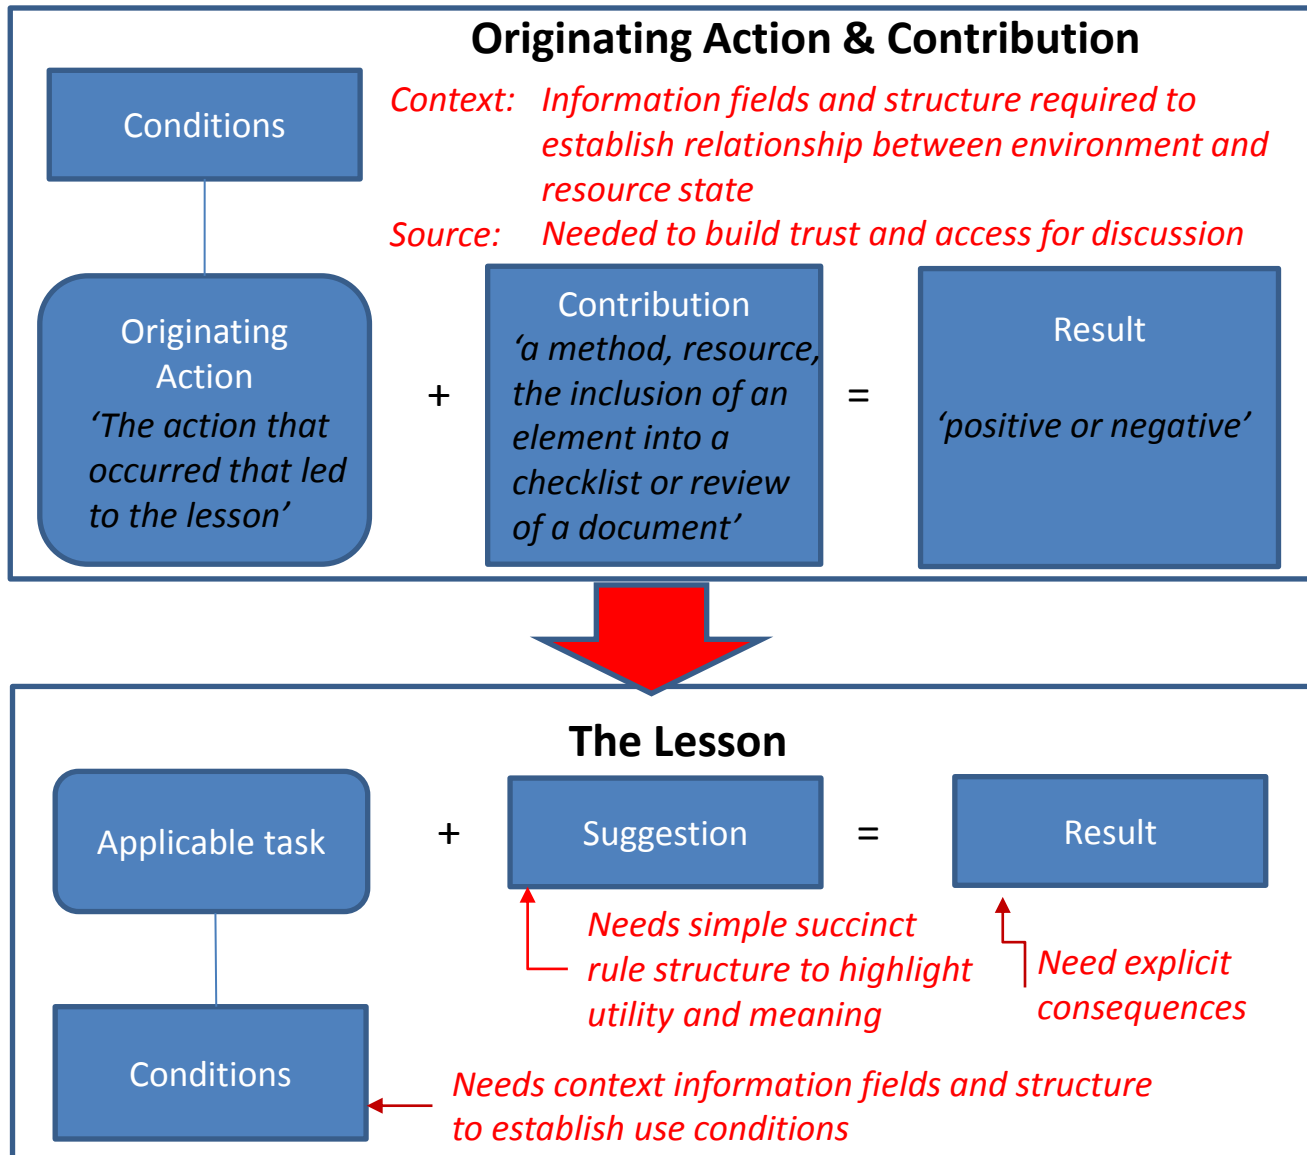 Originating Action & Contribution
Conditions
Context: Information fields and structure required to
establish relationship between environment and
resource state
Source: Needed to build trust and access for discussion
Originating
Action
‘The action that
occurred that led
to the lesson’
+
Contribution
‘a method, resource,
the inclusion of an
element into a
checklist or review
of a document’
=
Result
‘positive or negative’
The Lesson
Applicable task
+
Suggestion
=
Result
Needs simple succinct
rule structure to highlight
utility and meaning
Need explicit
consequences
Conditions
Needs context information fields and structure
to establish use conditions